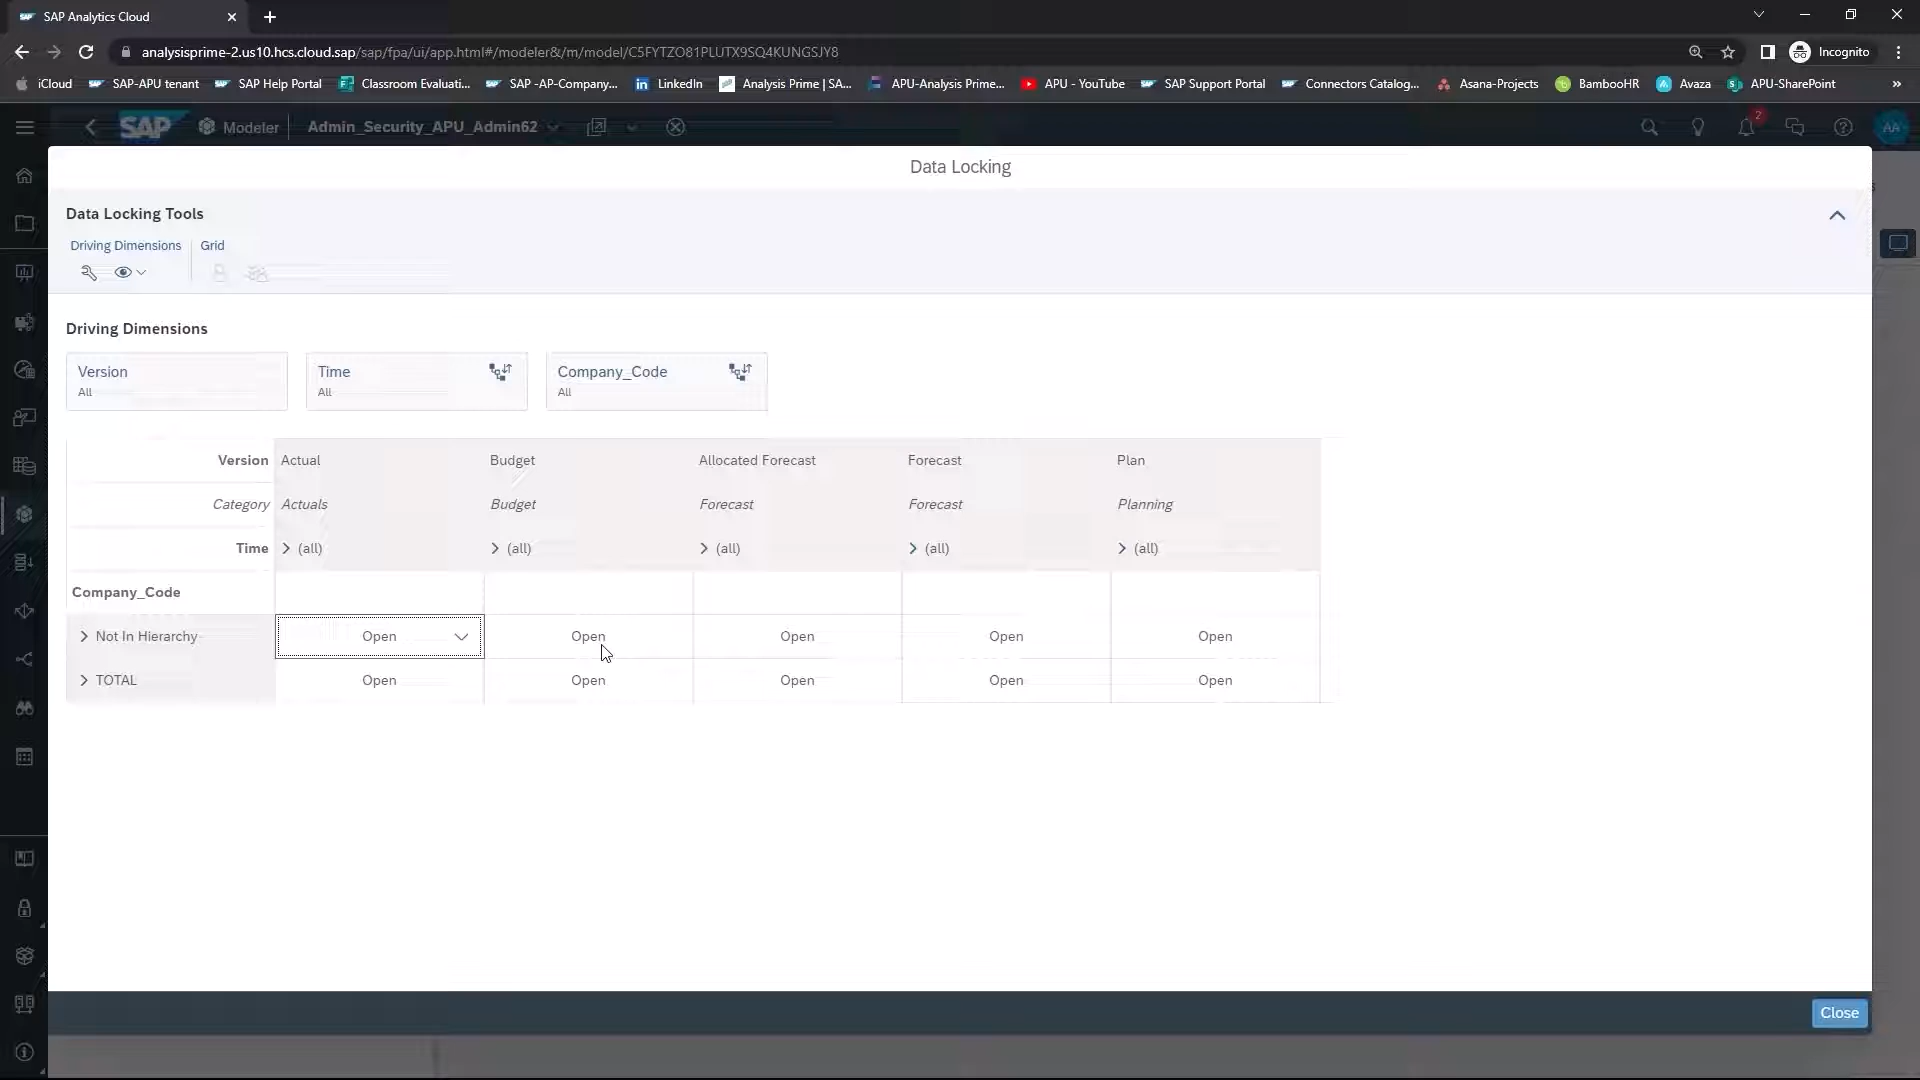 SAP SAP Analytics Cloud
analysisprime-2.us10.hcs.cloud.sap/sap/fpa/ui/app.html#/modeler&/m/model/C5FYTZO81PLUTX9SQ4KUNGSJY8 Incognito
iCloud SAP-APU tenant SAP Help Portal Classroom Evaluati... SAP -AP-Company... LinkedIn Analysis Prime | SA... APU-Analysis Prime... APU - YouTube SAP Support Portal Connectors Catalog... Asana-Projects BambooHR Avaza APU-SharePoint »
SAP Modeler Admin_Security_APU_Admin62 2 AA
Data Locking
Data Locking Tools
Driving Dimensions Grid
Driving Dimensions
Version Time Company_Code
All All All
Version Actual Budget Allocated Forecast Forecast Plan
Category Actuals Budget Forecast Forecast Planning
Time (all) (all) (all) (all) (all)
Company_Code
Not In Hierarchy Open Open Open Open Open
TOTAL Open Open Open Open Open
Close